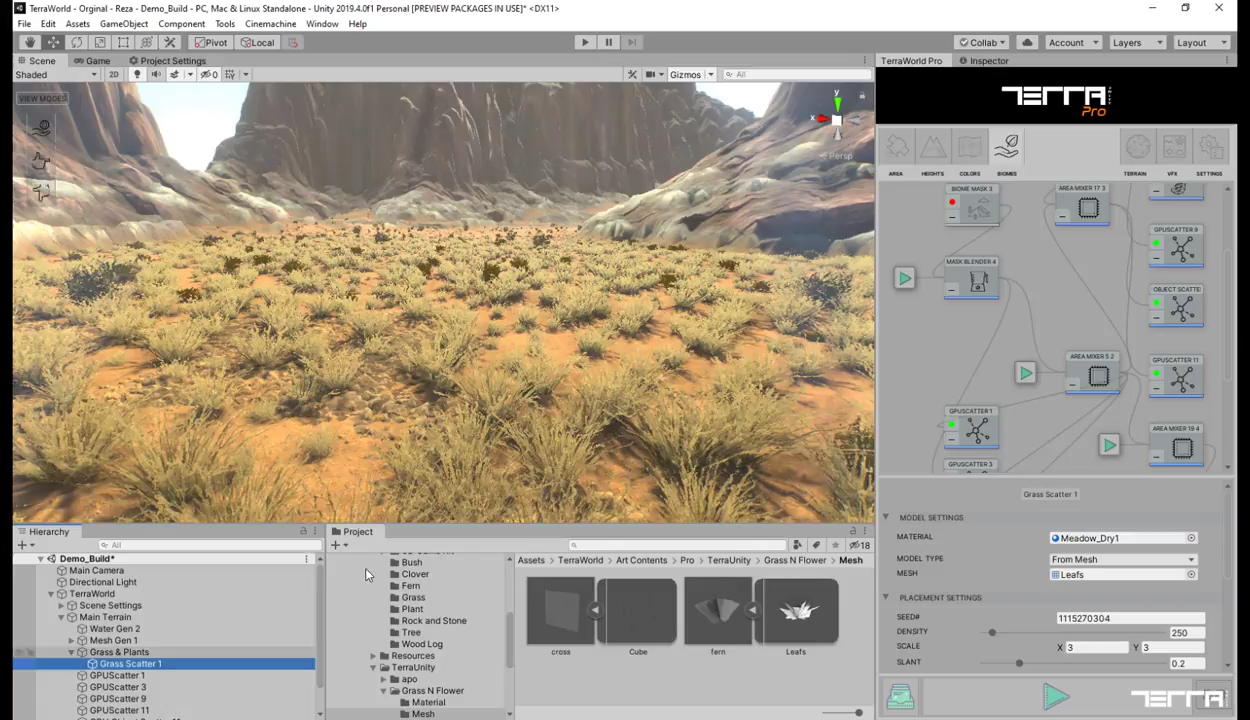 TerraWorld - Orginal - Reza - Demo_Build - PC, Mac & Linux Standalone - Unity 2019.4.0f1 Personal [PREVIEW PACKAGES IN USE]* <DX11>
File Edit Assets GameObject Component Tools Cinemachine Window Help
Pivot Local Collab Account Layers Layout
Scene Game Project Settings TerraWorld Pro Inspector
Shaded 2D 0 Gizmos All
VIEW MODES
y
x
Persp
TERRA
Pro
AREA HEIGHTS COLORS BIOMES TERRAIN VFX SETTINGS
BIOME MASK 3
AREA MIXER 17 3
GPUSCATTER 9
MASK BLENDER 4
OBJECT SCATTE
AREA MIXER 5 2
GPUSCATTER 11
GPUSCATTER 1
AREA MIXER 19 4
GPUSCATTER 3
Grass Scatter 1
MODEL SETTINGS
MATERIAL Meadow_Dry1
MODEL TYPE From Mesh
MESH Leafs
PLACEMENT SETTINGS
SEED# 1115270304
DENSITY 250
SCALE X 3 Y 3
SLANT 0.2
TERRA
Pro
Hierarchy
All
Demo_Build*
Main Camera
Directional Light
TerraWorld
Scene Settings
Main Terrain
Water Gen 2
Mesh Gen 1
Grass & Plants
Grass Scatter 1
GPUScatter 1
GPUScatter 3
GPUScatter 9
GPUScatter 11
Project
18
Bush
Clover
Fern
Grass
Plant
Rock and Stone
Tree
Wood Log
Resources
TerraUnity
apo
Grass N Flower
Material
Mesh
Assets TerraWorld Art Contents Pro TerraUnity Grass N Flower Mesh
cross Cube fern Leafs